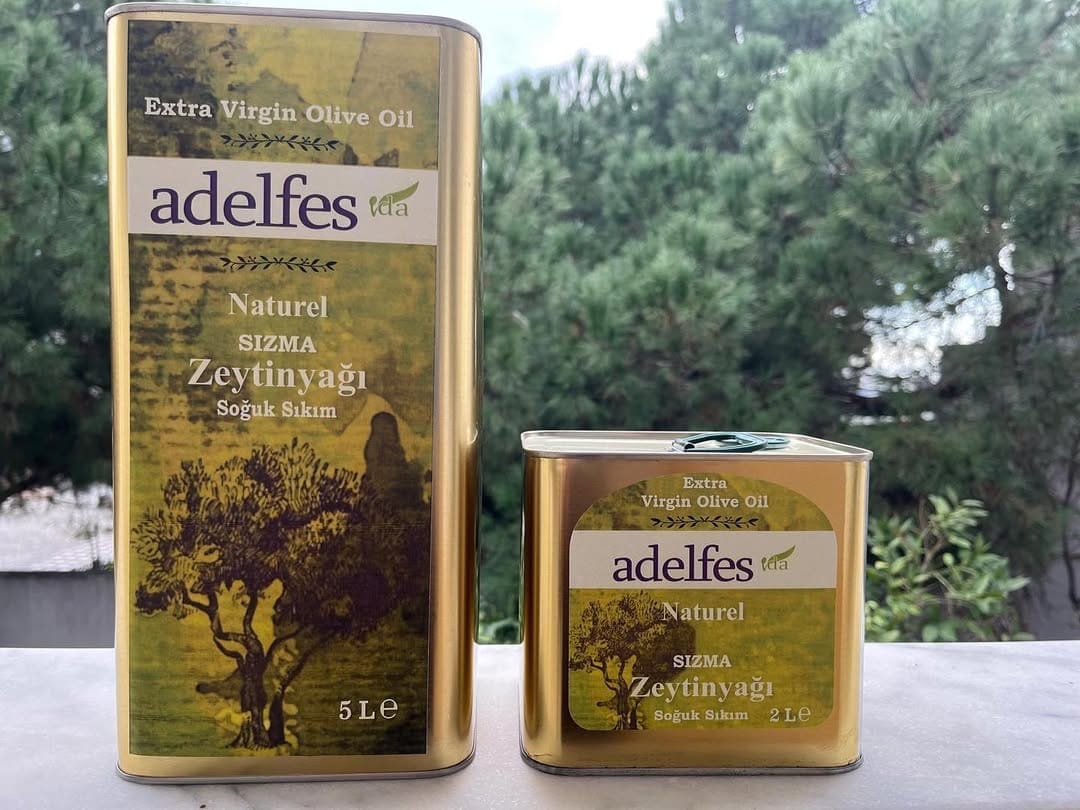 Extra Virgin Olive Oil
adelfes ida
Naturel
SIZMA
Zeytinyağı
Soğuk Sıkım
5 L ℮
Extra
Virgin Olive Oil
adelfes ida
Naturel
SIZMA
Zeytinyağı
Soğuk Sıkım 2 L ℮